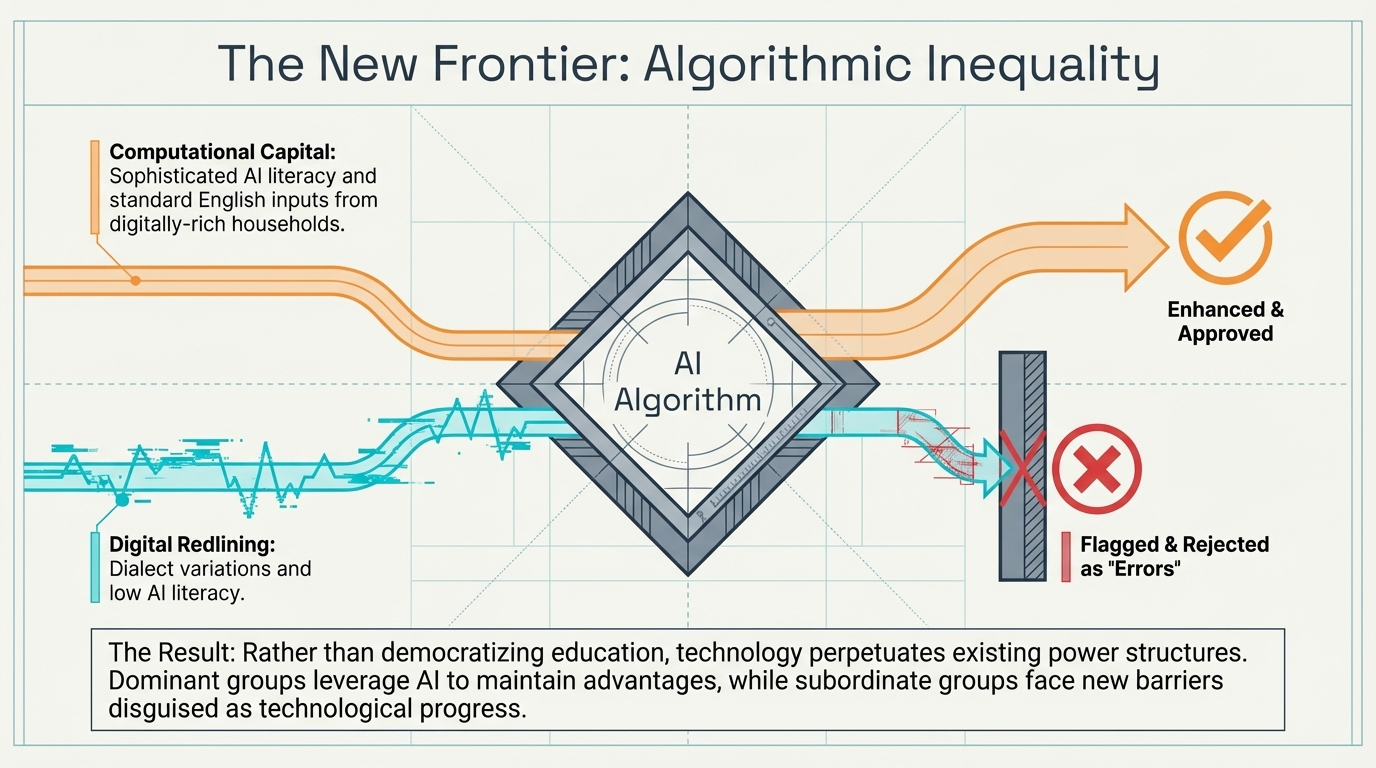 The New Frontier: Algorithmic Inequality
Computational Capital:
Sophisticated AI literacy and
standard English inputs from
digitally-rich households.
Enhanced &
Approved
AI
Algorithm
Digital Redlining:
Dialect variations and
low AI literacy.
Flagged & Rejected
as "Errors"
The Result: Rather than democratizing education, technology perpetuates existing power structures.
Dominant groups leverage AI to maintain advantages, while subordinate groups face new barriers
disguised as technological progress.